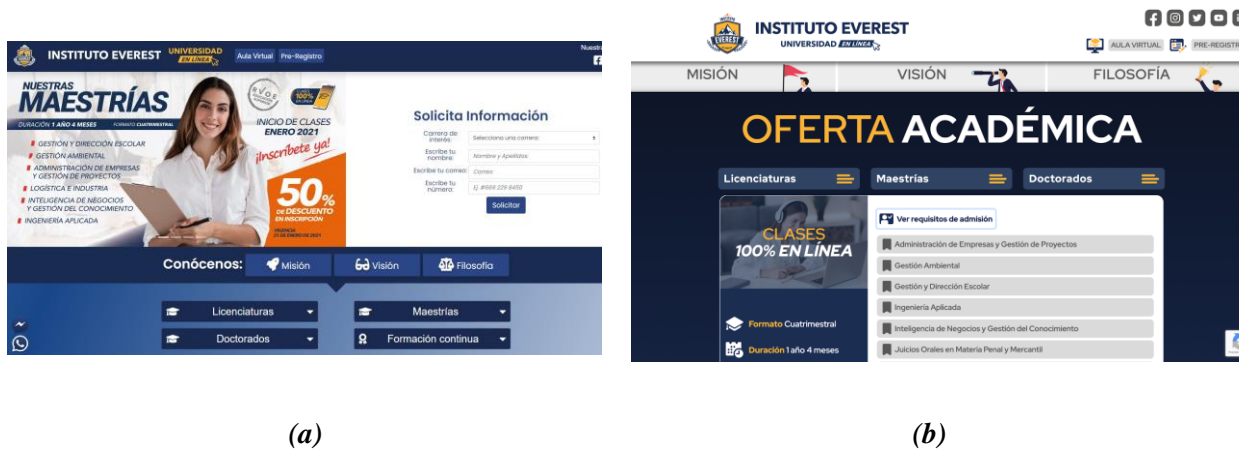 INSTITUTO EVEREST
UNIVERSIDAD
EN LÍNEA
Aula Virtual
Pre-Registro
NUESTRAS
MAESTRÍAS
DURACIÓN 1 AÑO 4 MESES
FORMATO CUATRIMESTRAL
GESTIÓN Y DIRECCIÓN ESCOLAR
GESTIÓN AMBIENTAL
ADMINISTRACIÓN DE EMPRESAS
Y GESTIÓN DE PROYECTOS
LOGÍSTICA E INDUSTRIA
INTELIGENCIA DE NEGOCIOS
Y GESTIÓN DEL CONOCIMIENTO
INGENIERÍA APLICADA
RVOE
INICIO DE CLASES
ENERO 2021
¡Inscríbete ya!
50%
DE DESCUENTO
EN INSCRIPCIÓN
Solicita Información
Carrera de
interés:
Selecciona una carrera:
Escribe tu
nombre:
Nombre y Apellidos:
Escribe tu correo:
Correo:
Escribe tu
número:
Ej. #669 229 8450
Solicitar
Conócenos:
Misión
Visión
Filosofía
Licenciaturas
Maestrías
Doctorados
Formación continua
(a)
EVEREST
INSTITUTO EVEREST
UNIVERSIDAD EN LÍNEA
AULA VIRTUAL
MISIÓN
VISIÓN
FILOSOFÍA
OFERTA ACADÉMICA
Licenciaturas
Maestrías
Doctorados
CLASES
100% EN LÍNEA
Formato Cuatrimestral
Duración 1 año 4 meses
Ver requisitos de admisión
Administración de Empresas y Gestión de Proyectos
Gestión Ambiental
Gestión y Dirección Escolar
Ingeniería Aplicada
Inteligencia de Negocios y Gestión del Conocimiento
Juicios Orales en Materia Penal y Mercantil
(b)